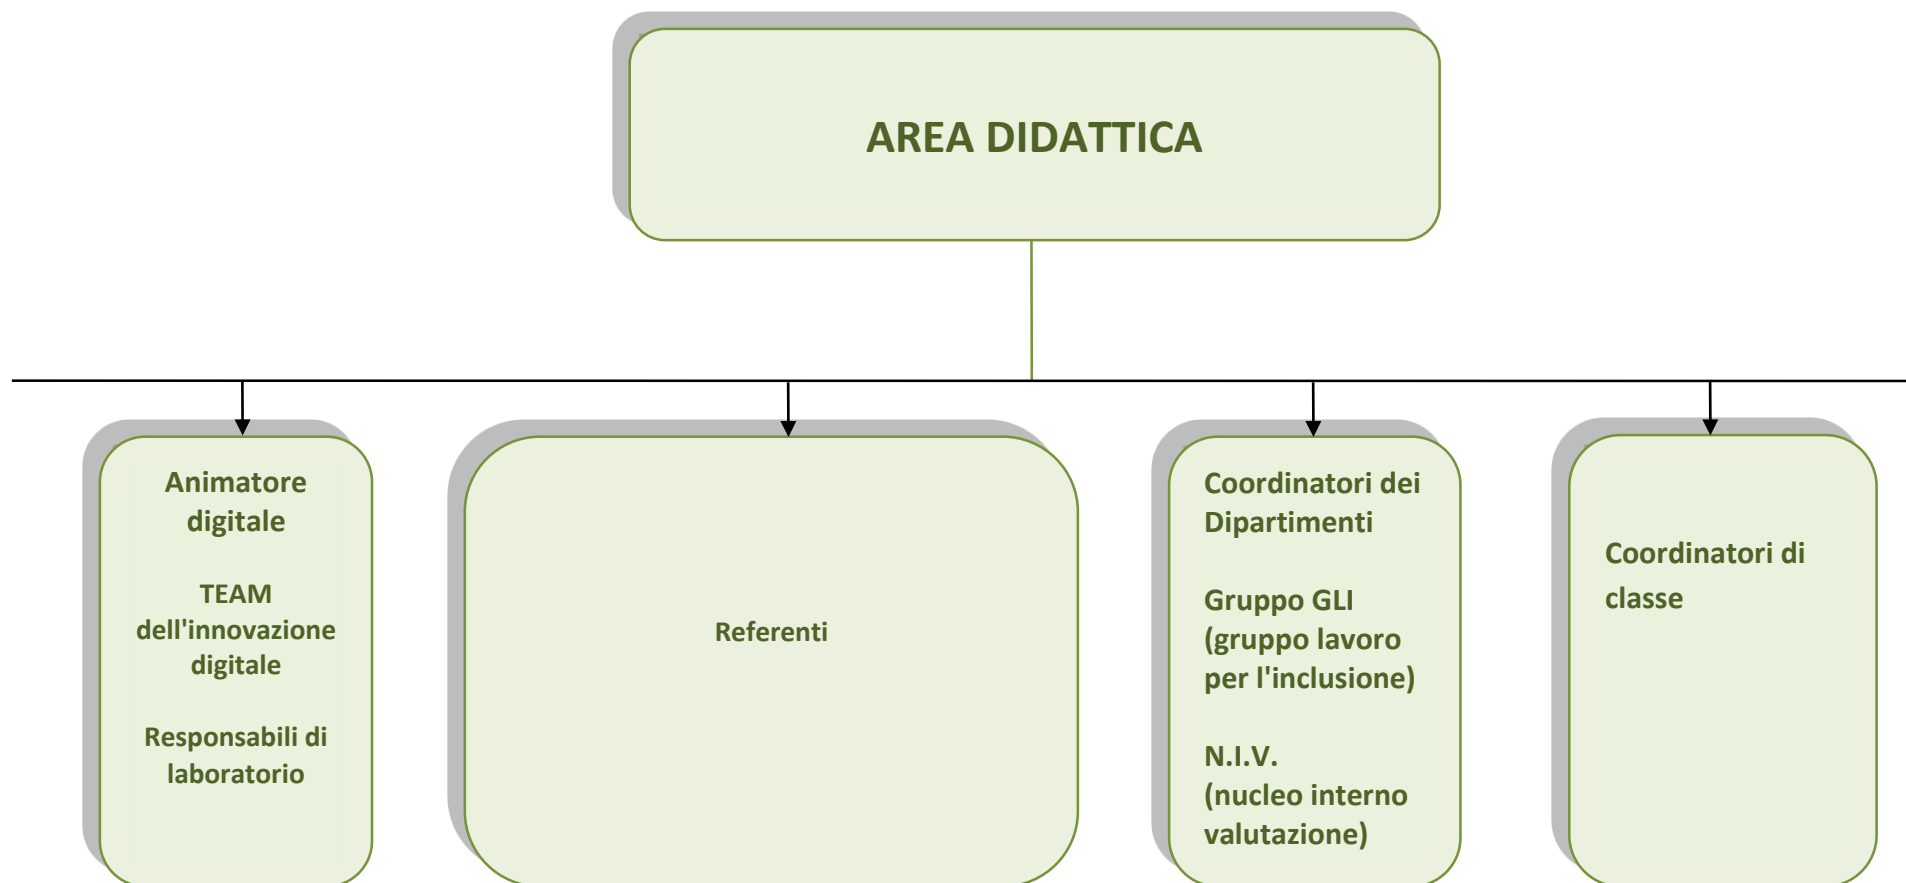 AREA DIDATTICA
Animatore
digitale
TEAM
dell'innovazione
digitale
Responsabili di
laboratorio
Referenti
Coordinatori dei
Dipartimenti
Gruppo GLI
(gruppo lavoro
per l'inclusione)
N.I.V.
(nucleo interno
valutazione)
Coordinatori di
classe